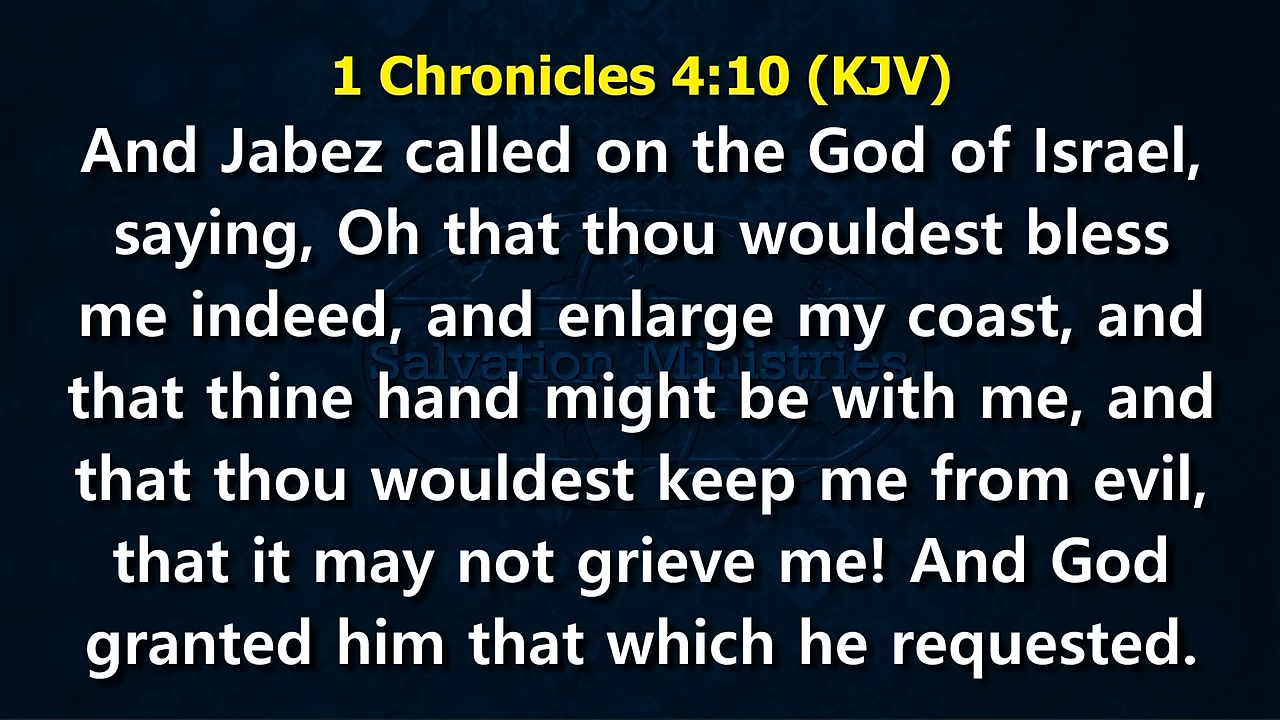 1 Chronicles 4:10 (KJV)
And Jabez called on the God of Israel,
saying, Oh that thou wouldest bless
me indeed, and enlarge my coast, and
Salvation Ministries
that thine hand might be with me, and
that thou wouldest keep me from evil,
that it may not grieve me! And God
granted him that which he requested.